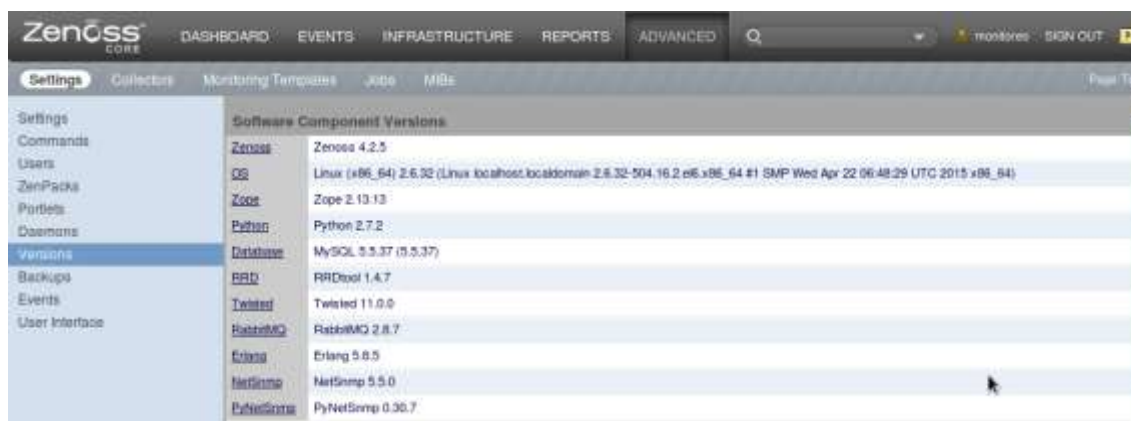 Zenoss
CORE
DASHBOARD EVENTS INFRASTRUCTURE REPORTS ADVANCED
monitoreo SIGN OUT
Settings Collectors Monitoring Templates Jobs MIBs Page
Settings
Commands
Users
ZenPacks
Portlets
Daemons
Versions
Backups
Events
User Interface
Software Component Versions
Zenoss Zenoss 4.2.5
OS Linux (x86_64) 2.6.32 (Linux localhost.localdomain 2.6.32-504.16.2.el6.x86_64 #1 SMP Wed Apr 22 06:48:29 UTC 2015 x86_64)
Zope Zope 2.13.13
Python Python 2.7.2
Database MySQL 5.5.37 (5.5.37)
RRD RRDtool 1.4.7
Twisted Twisted 11.0.0
RabbitMQ RabbitMQ 2.8.7
Erlang Erlang 5.8.5
NetSnmp NetSnmp 5.5.0
PyNetSnmp PyNetSnmp 0.30.7